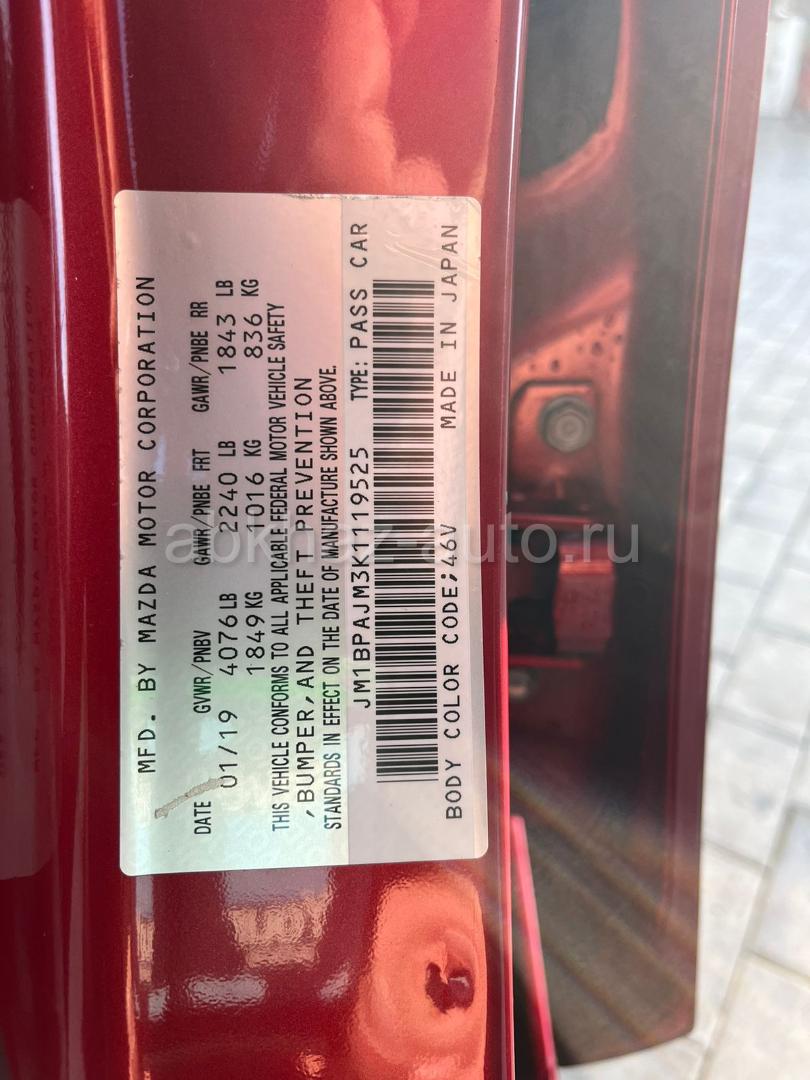 MFD. BY MAZDA MOTOR CORPORATION
DATE GVWR/PNBV GAWR/PNBE FRT GAWR/PNBE RR
01/19 4076LB 2240 LB 1843 LB
1849KG 1016 KG 836 KG
THIS VEHICLE CONFORMS TO ALL APPLICABLE FEDERAL MOTOR VEHICLE SAFETY
,BUMPER,AND THEFT PREVENTION
STANDARDS IN EFFECT ON THE DATE OF MANUFACTURE SHOWN ABOVE.
JM1BPAJM3K1119525 TYPE: PASS CAR
BODY COLOR CODE;46V MADE IN JAPAN
abkhaz-auto.ru